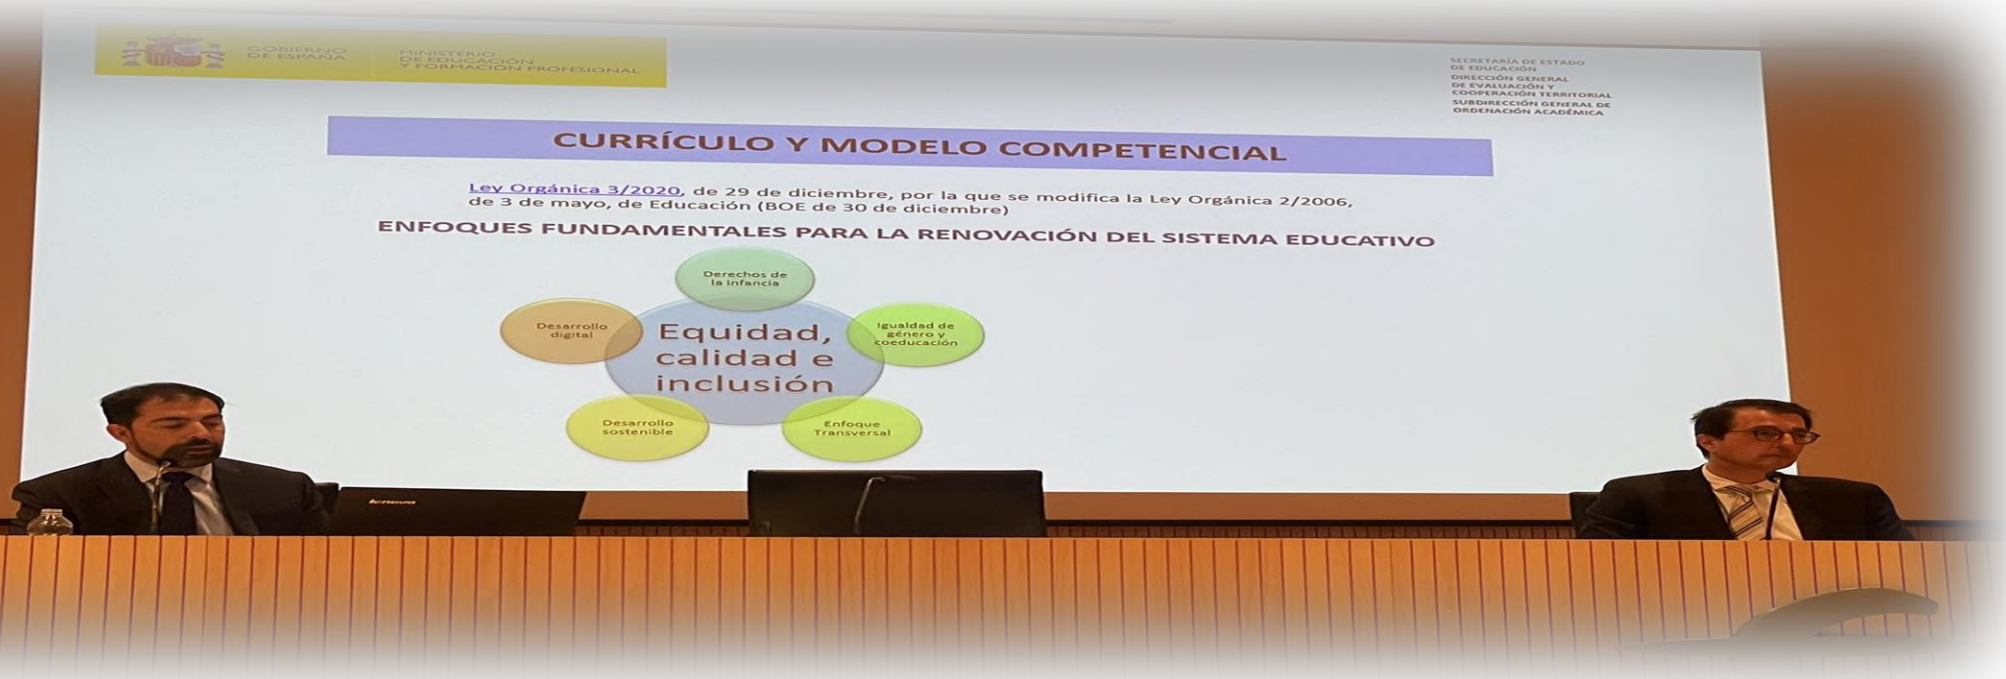 GOBIERNO
DE ESPAÑA
MINISTERIO
DE EDUCACIÓN
Y FORMACIÓN PROFESIONAL
SECRETARÍA DE ESTADO
DE EDUCACIÓN
DIRECCIÓN GENERAL
DE EVALUACIÓN Y
COOPERACIÓN TERRITORIAL
SUBDIRECCIÓN GENERAL DE
ORDENACIÓN ACADÉMICA
CURRÍCULO Y MODELO COMPETENCIAL
Ley Orgánica 3/2020, de 29 de diciembre, por la que se modifica la Ley Orgánica 2/2006,
de 3 de mayo, de Educación (BOE de 30 de diciembre)
ENFOQUES FUNDAMENTALES PARA LA RENOVACIÓN DEL SISTEMA EDUCATIVO
Derechos de
la infancia
Desarrollo
digital
Equidad,
calidad e
inclusión
Igualdad de
género y
coeducación
Desarrollo
sostenible
Enfoque
Transversal
lenovo